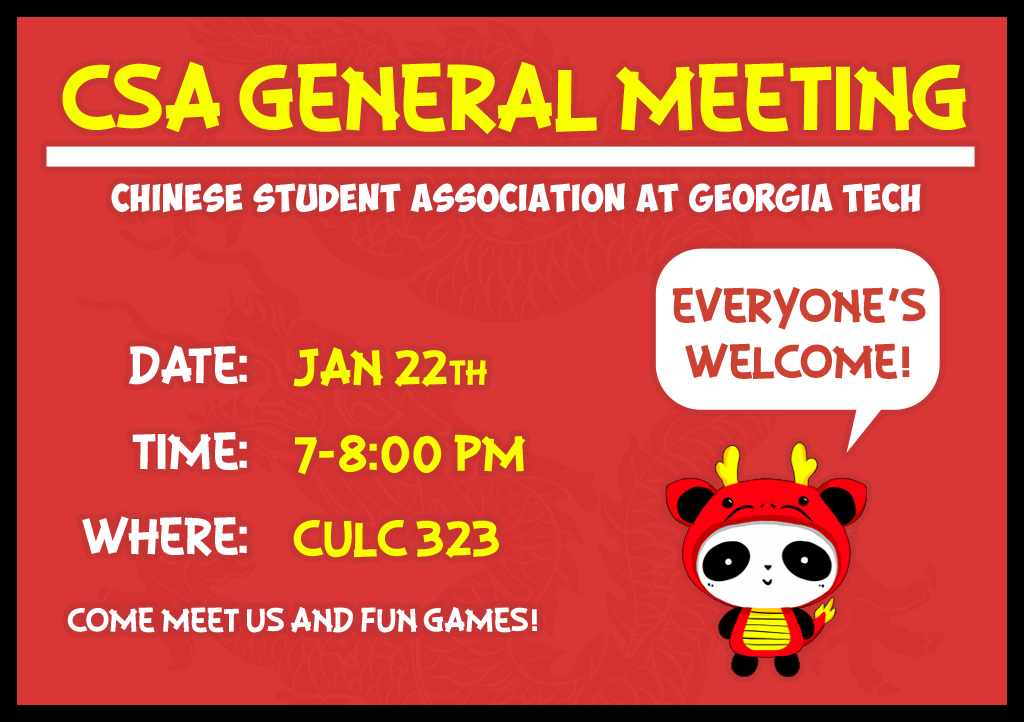 CSA GENERAL MEETING
CHINESE STUDENT ASSOCIATION AT GEORGIA TECH
EVERYONE'S
WELCOME!
DATE: JAN 22TH
TIME: 7-8:00 PM
WHERE: CULC 323
COME MEET US AND FUN GAMES!